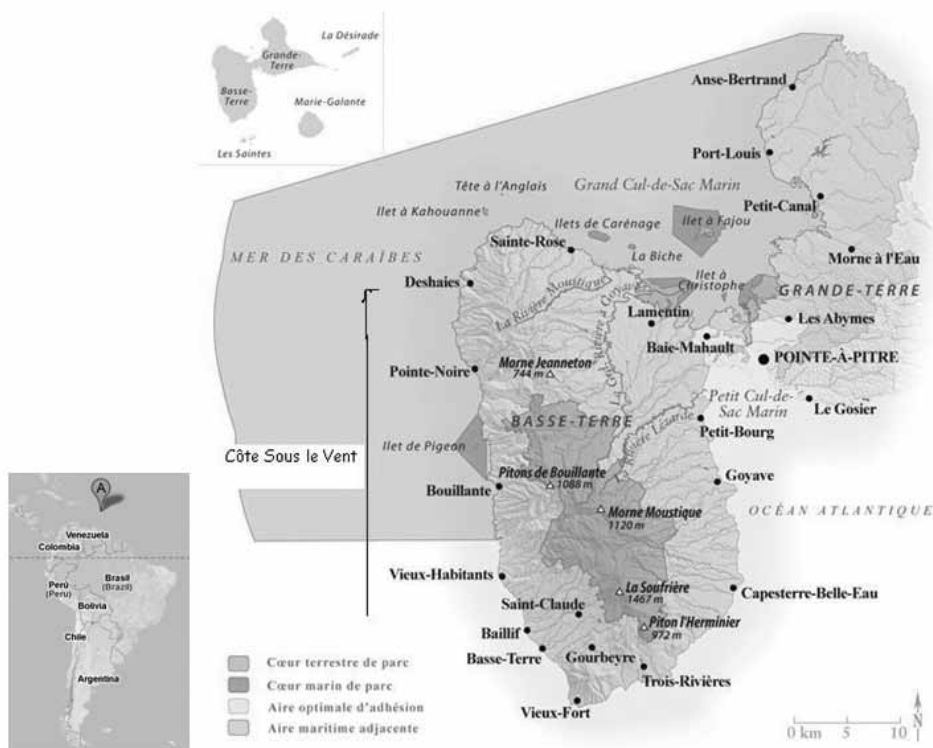 La Désirade
Grande-
Terre
Basse-
Terre
Marie-Galante
Les Saintes
Anse-Bertrand
Port-Louis
Grand Cul-de-Sac Marin
Tête à l'Anglais
Petit-Canal
Ilet à Kahouanne
Ilets de Carénage
Ilet à Fajou
Sainte-Rose
La Biche
Morne à l'Eau
MER DES CARAÏBES
Ilet à
Christophe
Deshaies
GRANDE-TERRE
La Rivière Moustique
La Grde Rivière à Goyaves
Lamentin
Les Abymes
Baie-Mahault
POINTE-À-PITRE
Morne Jeanneton
744 m
Pointe-Noire
Petit Cul-de-
Sac Marin
Le Gosier
BASSE-TERRE
Rivière Lézarde
Petit-Bourg
Ilet de Pigeon
Côte Sous le Vent
Pitons de Bouillante
1088 m
Goyave
Bouillante
Morne Moustique
1120 m
OCÉAN ATLANTIQUE
Vieux-Habitants
La Soufrière
1467 m
Capesterre-Belle-Eau
Saint-Claude
Piton l'Herminier
972 m
Baillif
Basse-Terre
Gourbeyre
Trois-Rivières
Vieux-Fort
A
Venezuela
Colombia
Perú
(Peru)
Brasil
(Brazil)
Bolivia
Chile
Argentina
Cœur terrestre de parc
Cœur marin de parc
Aire optimale d'adhésion
Aire maritime adjacente
0 km 5 10
N